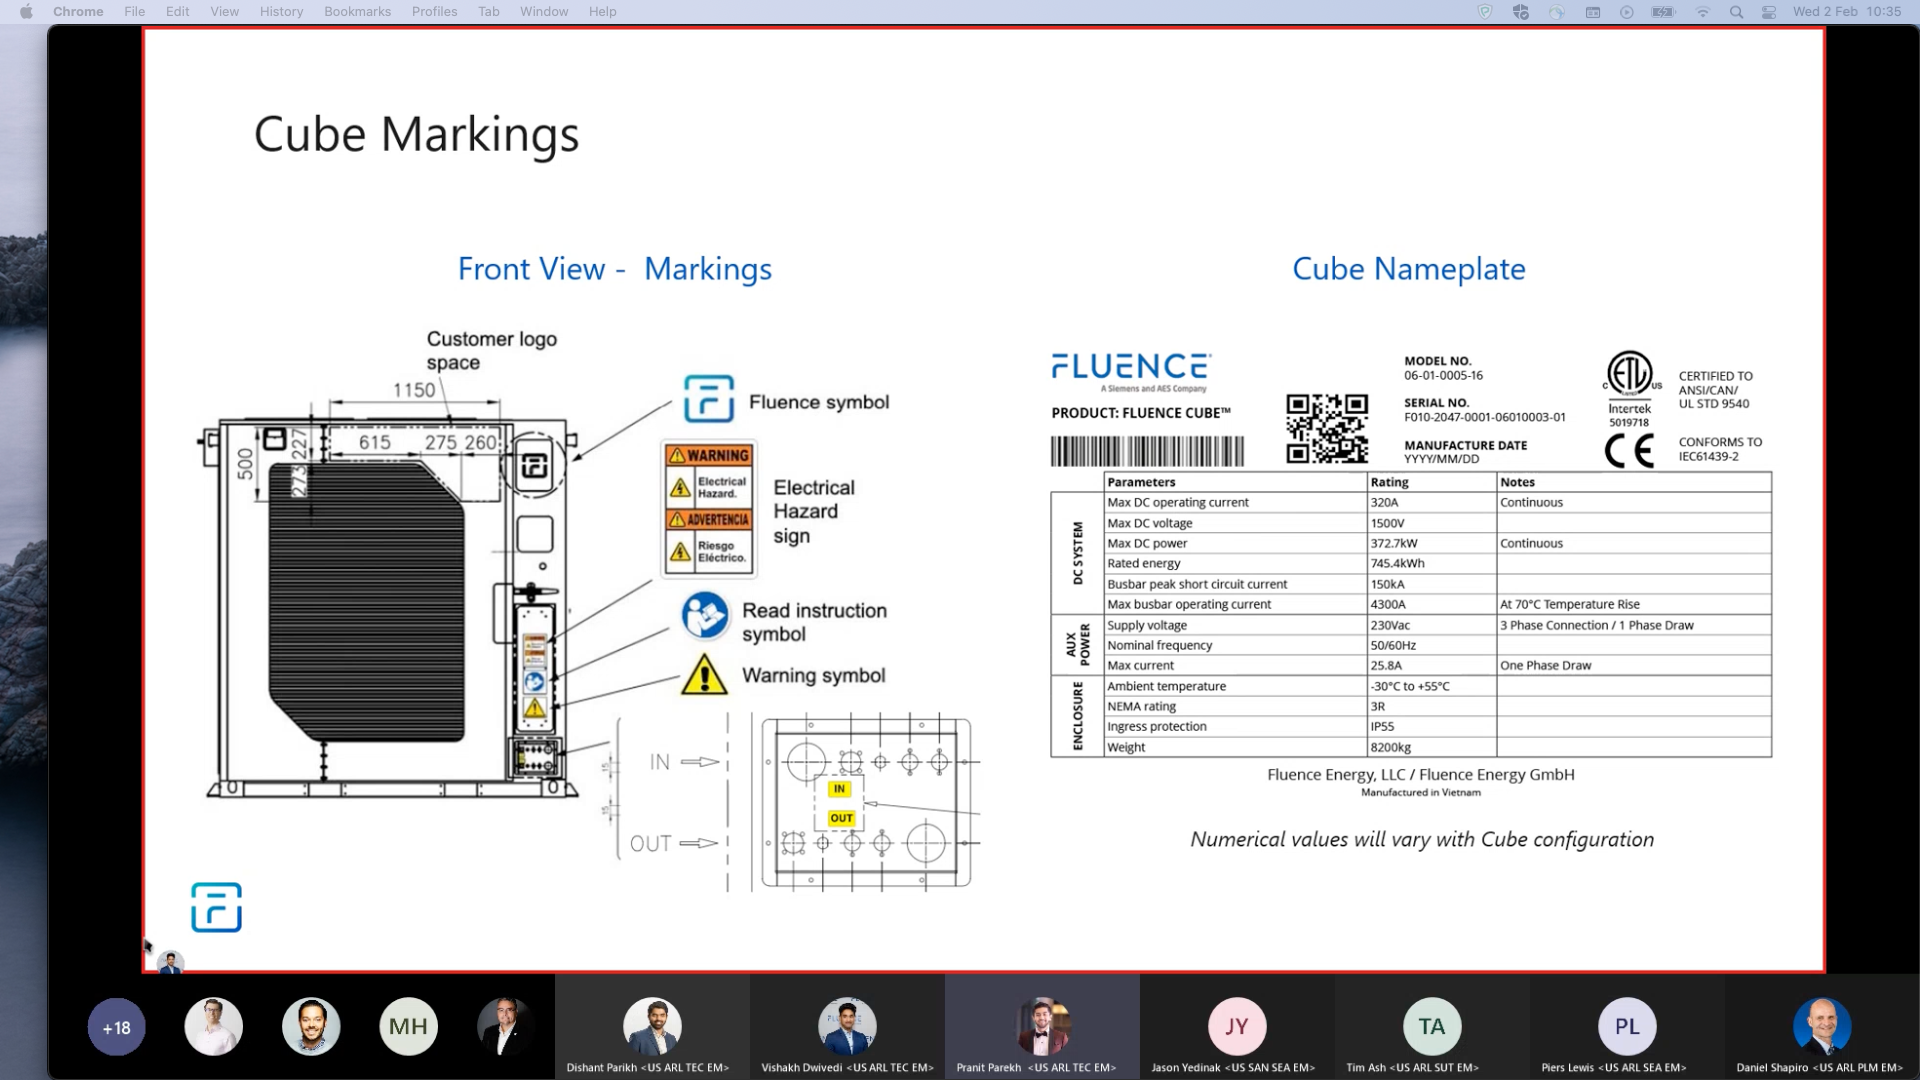 Chrome File Edit View History Bookmarks Profiles Tab Window Help
Wed 2 Feb 10:35
Cube Markings
Front View - Markings
Customer logo
space
1150
615 275 260
500
227
273
Fluence symbol
WARNING
Electrical
Hazard.
ADVERTENCIA
Riesgo
Eléctrico.
Electrical
Hazard
sign
Read instruction
symbol
Warning symbol
IN
OUT
15
15
IN
OUT
Cube Nameplate
FLUENCE
A Siemens and AES Company
PRODUCT: FLUENCE CUBE™
MODEL NO.
06-01-0005-16
SERIAL NO.
F010-2047-0001-06010003-01
MANUFACTURE DATE
YYYY/MM/DD
C ETL US
Intertek
5019718
CE
CERTIFIED TO
ANSI/CAN/
UL STD 9540
CONFORMS TO
IEC61439-2
Parameters Rating Notes
DC SYSTEM
Max DC operating current 320A Continuous
Max DC voltage 1500V
Max DC power 372.7kW Continuous
Rated energy 745.4kWh
Busbar peak short circuit current 150kA
Max busbar operating current 4300A At 70°C Temperature Rise
AUX
POWER
Supply voltage 230Vac 3 Phase Connection / 1 Phase Draw
Nominal frequency 50/60Hz
Max current 25.8A One Phase Draw
ENCLOSURE
Ambient temperature -30°C to +55°C
NEMA rating 3R
Ingress protection IP55
Weight 8200kg
Fluence Energy, LLC / Fluence Energy GmbH
Manufactured in Vietnam
Numerical values will vary with Cube configuration
+18
MH
JY
TA
PL
Dishant Parikh <US ARL TEC EM>
Vishakh Dwivedi <US ARL TEC EM>
Pranit Parekh <US ARL TEC EM>
Jason Yedinak <US SAN SEA EM>
Tim Ash <US ARL SUT EM>
Piers Lewis <US ARL SEA EM>
Daniel Shapiro <US ARL PLM EM>